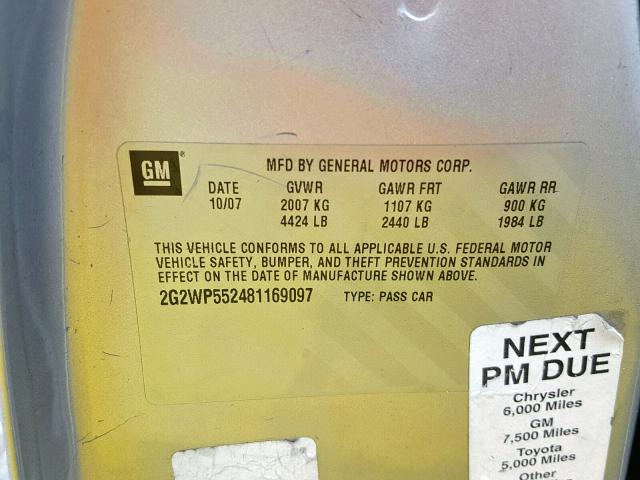 GM ®
MFD BY GENERAL MOTORS CORP.
DATE GVWR GAWR FRT GAWR RR
10/07 2007 KG 1107 KG 900 KG
4424 LB 2440 LB 1984 LB
THIS VEHICLE CONFORMS TO ALL APPLICABLE U.S. FEDERAL MOTOR
VEHICLE SAFETY, BUMPER, AND THEFT PREVENTION STANDARDS IN
EFFECT ON THE DATE OF MANUFACTURE SHOWN ABOVE.
2G2WP552481169097 TYPE: PASS CAR
NEXT
PM DUE
Chrysler
6,000 Miles
GM
7,500 Miles
Toyota
5,000 Miles
Other